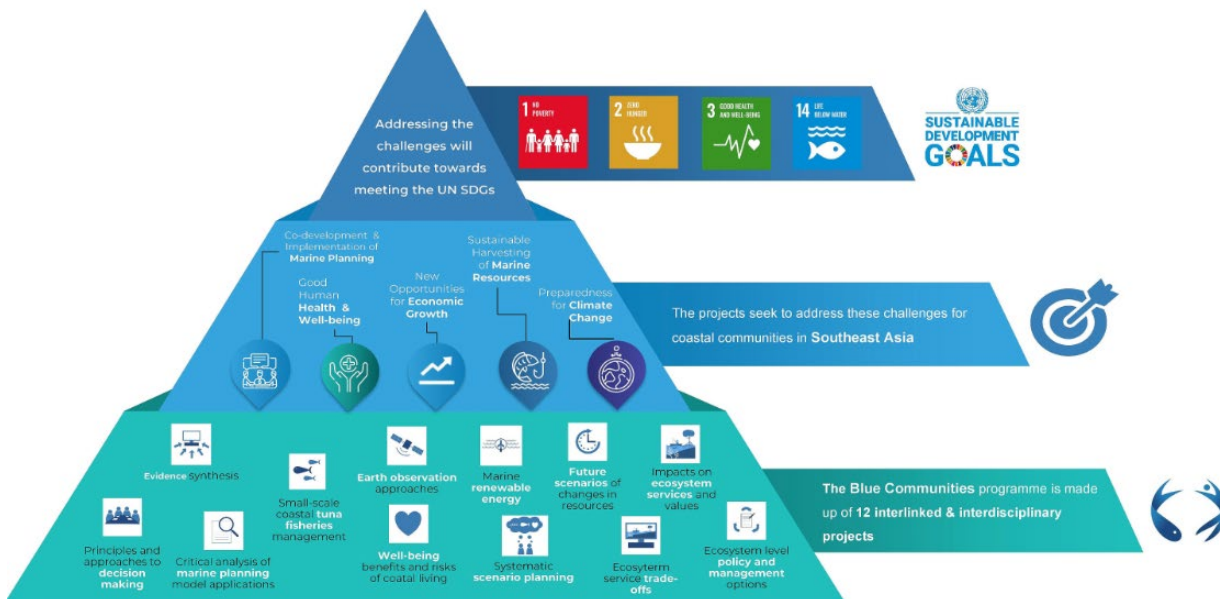 Addressing the
challenges will
contribute towards
meeting the UN SDGs
1 NO
POVERTY
2 ZERO
HUNGER
3 GOOD HEALTH
AND WELL-BEING
14 LIFE
BELOW WATER
SUSTAINABLE
DEVELOPMENT
GOALS
Co-development &
Implementation of
Marine Planning
Good
Human
Health &
Well-being
New
Opportunities
for Economic
Growth
Sustainable
Harvesting
of Marine
Resources
Preparedness
for Climate
Change
The projects seek to address these challenges for
coastal communities in Southeast Asia
Evidence synthesis
Small-scale
coastal tuna
fisheries
management
Earth observation
approaches
Marine
renewable
energy
Future
scenarios of
changes in
resources
Impacts on
ecosystem
services and
values
Principles and
approaches to
decision
making
Critical analysis of
marine planning
model applications
Well-being
benefits and risks
of coatal living
Systematic
scenario planning
Ecosyterm
service trade-
offs
Ecosystem level
policy and
management
options
The Blue Communities programme is made
up of 12 interlinked & interdisciplinary
projects